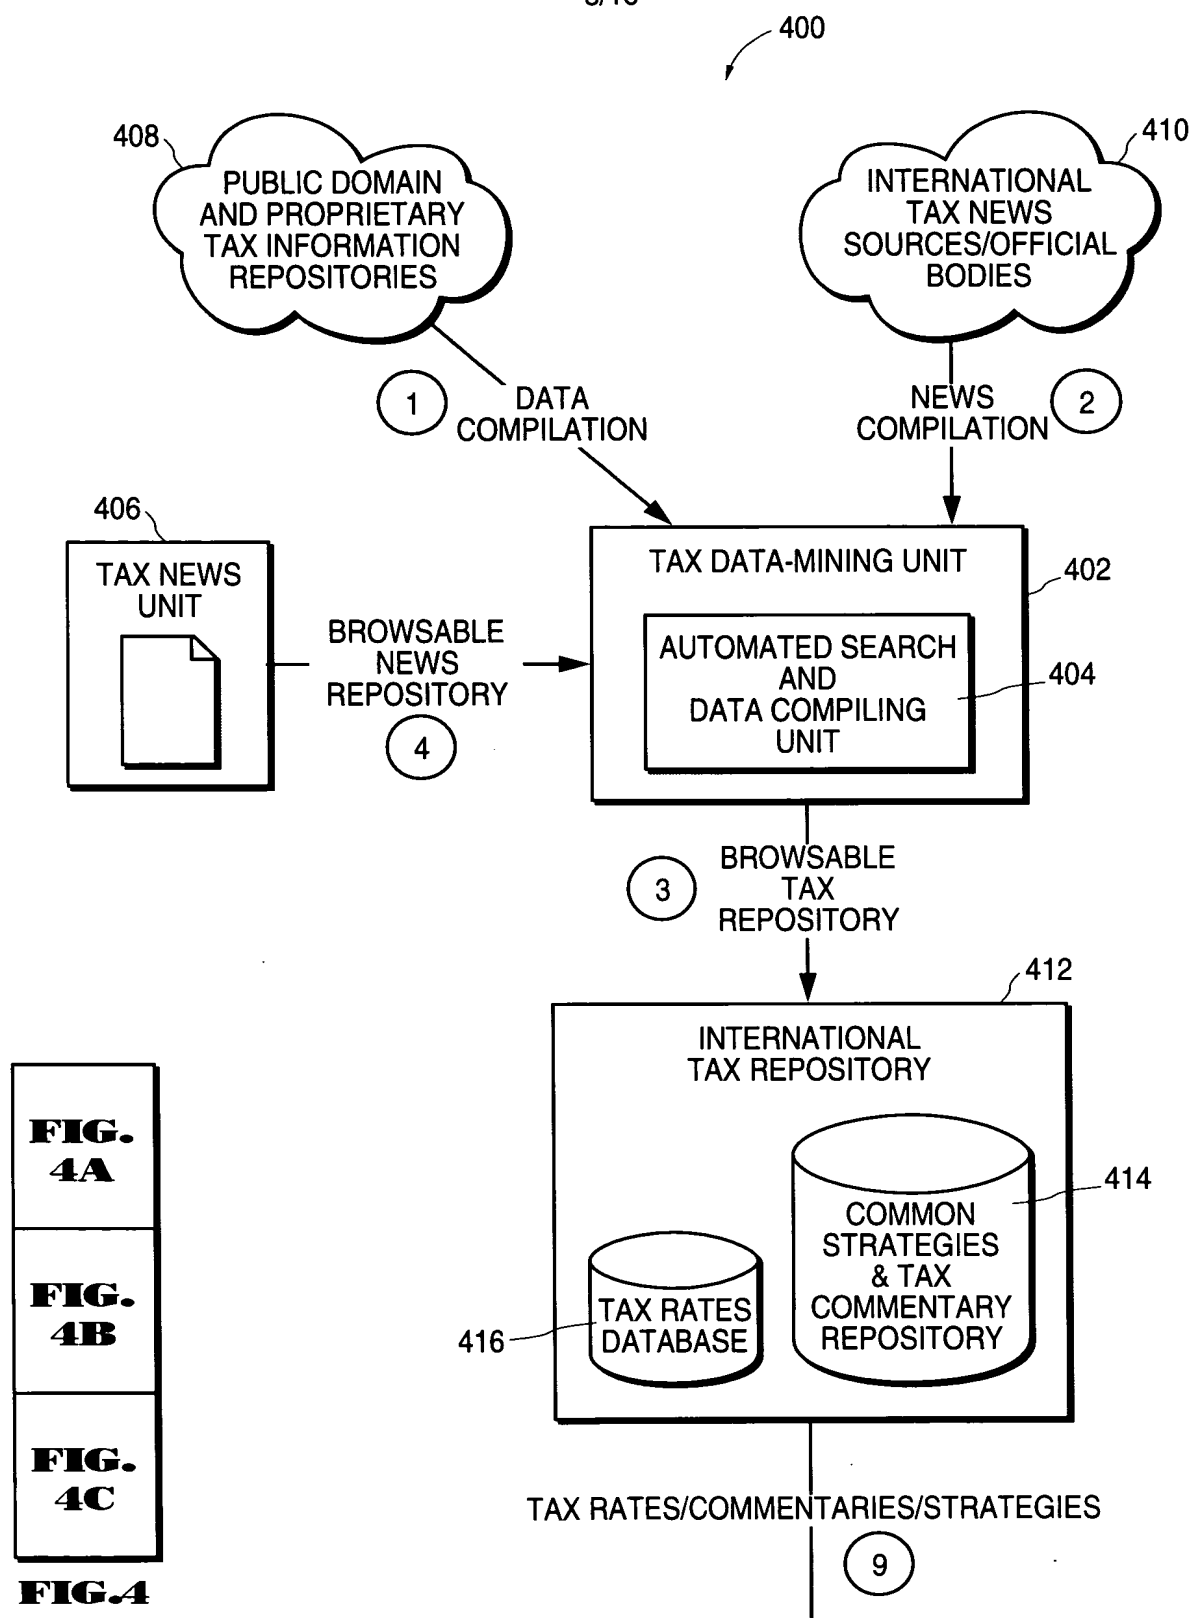 400
408
PUBLIC DOMAIN
AND PROPRIETARY
TAX INFORMATION
REPOSITORIES
410
INTERNATIONAL
TAX NEWS
SOURCES/OFFICIAL
BODIES
1
DATA
COMPILATION
NEWS
COMPILATION
2
406
TAX NEWS
UNIT
BROWSABLE
NEWS
REPOSITORY
4
TAX DATA-MINING UNIT
402
AUTOMATED SEARCH
AND
DATA COMPILING
UNIT
404
3
BROWSABLE
TAX
REPOSITORY
412
INTERNATIONAL
TAX REPOSITORY
414
COMMON
STRATEGIES
& TAX
COMMENTARY
REPOSITORY
416
TAX RATES
DATABASE
TAX RATES/COMMENTARIES/STRATEGIES
9
FIG.
4A
FIG.
4B
FIG.
4C
FIG.4